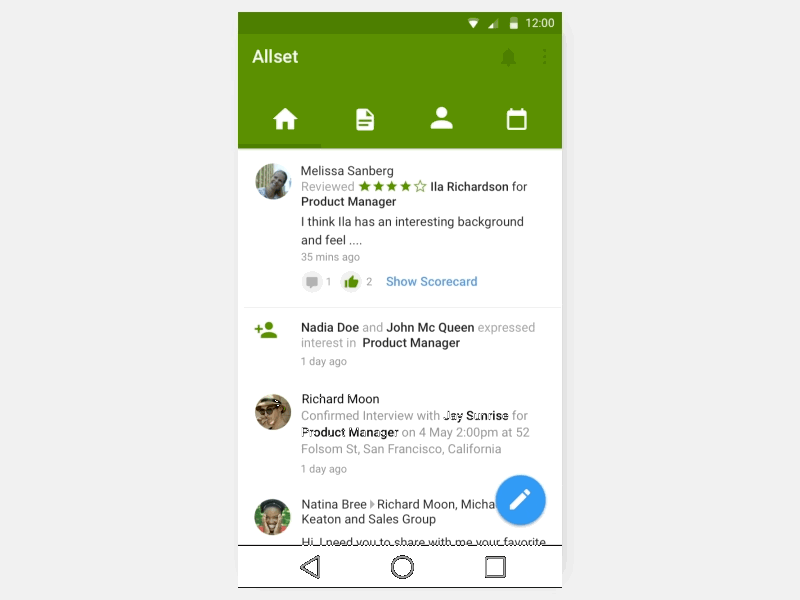 12:00
Allset
Melissa Sanberg
Reviewed Ila Richardson for
Product Manager
I think Ila has an interesting background
and feel ....
35 mins ago
1 2 Show Scorecard
Nadia Doe and John Mc Queen expressed
interest in Product Manager
1 day ago
Richard Moon
Confirmed Interview with Jay Sunrise for
Product Manager on 4 May 2:00pm at 52
Folsom St, San Francisco, California
1 day ago
Natina Bree Richard Moon, Micha
Keaton and Sales Group
Hi, I need you to share with me your favorite